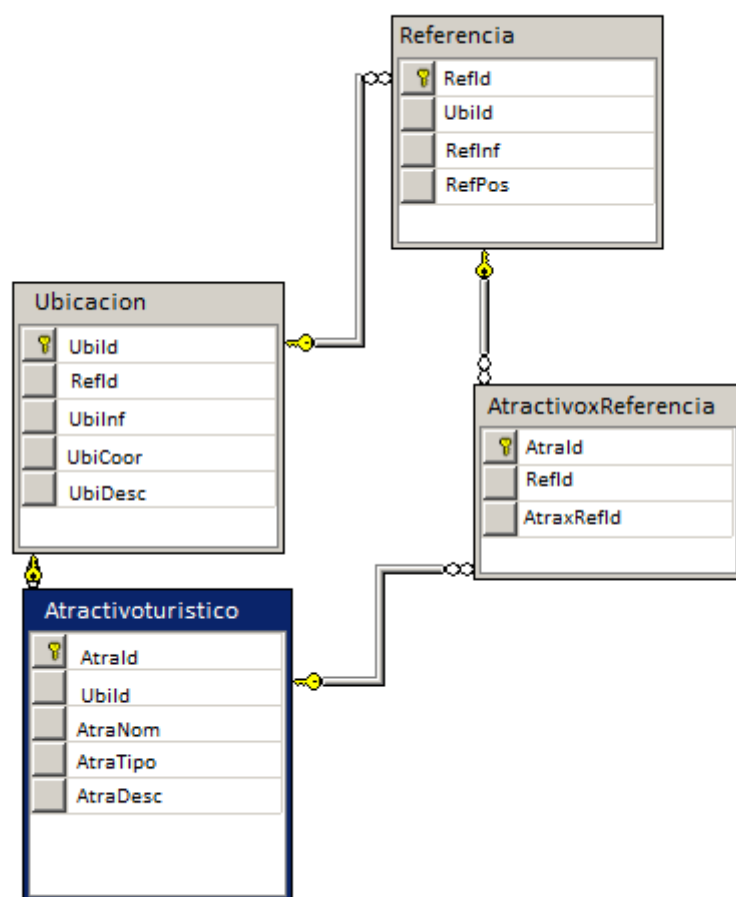 Referencia
RefId
UbiId
RefInf
RefPos
Ubicacion
UbiId
RefId
UbiInf
UbiCoor
UbiDesc
AtractivoxReferencia
AtraId
RefId
AtraxRefId
Atractivoturistico
AtraId
UbiId
AtraNom
AtraTipo
AtraDesc